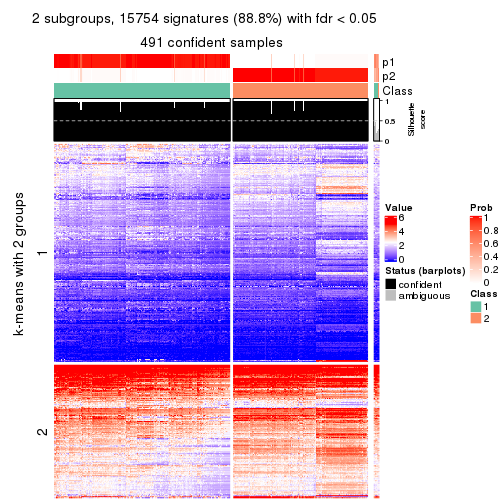 2 subgroups, 15754 signatures (88.8%) with fdr < 0.05
491 confident samples
p1
p2
Class
1
0.5
0
Silhouette
score
k-means with 2 groups
1
2
Value
6
4
2
0
Status (barplots)
confident
ambiguous
Prob
1
0.8
0.6
0.4
0.2
0
Class
1
2